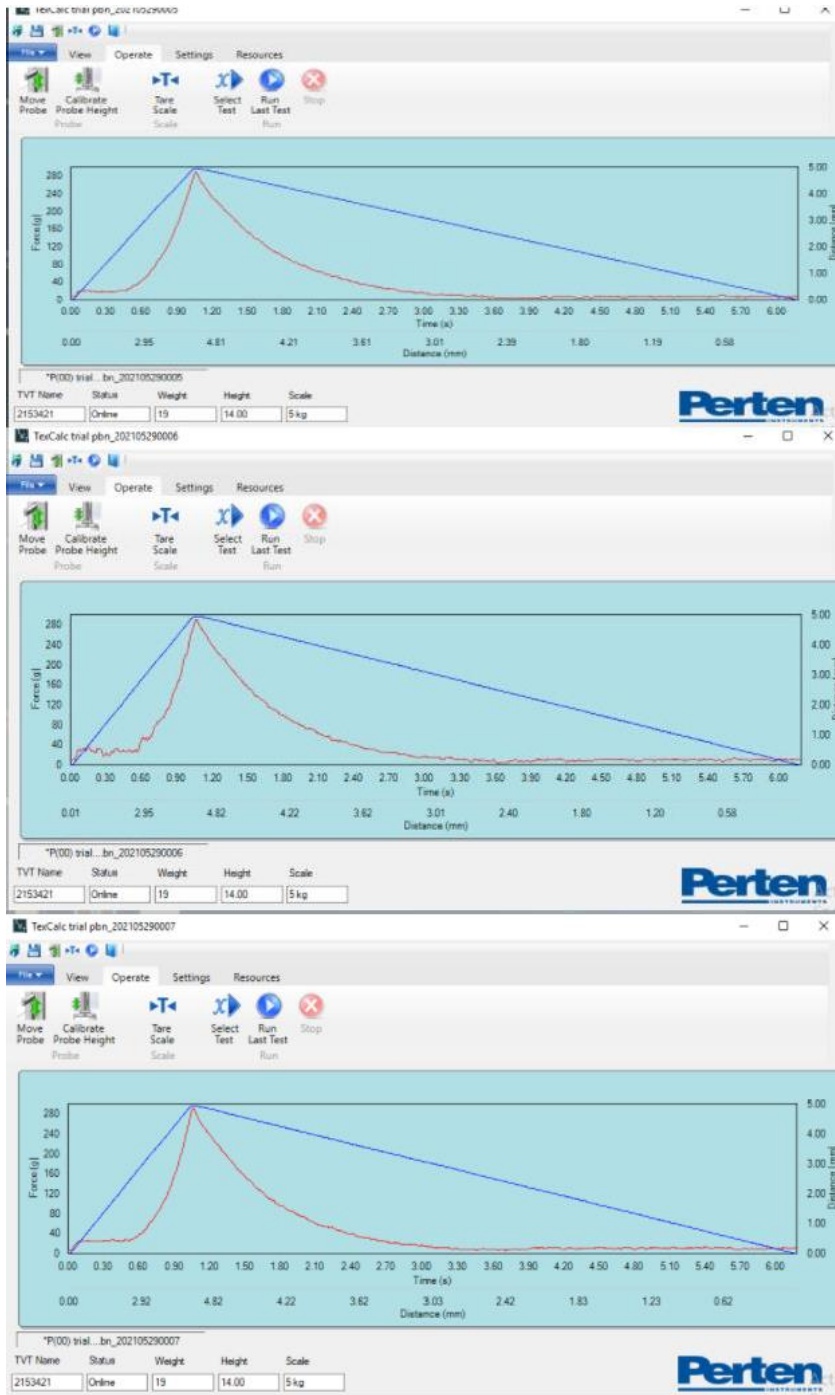 TexCalc trial pbn_202105290005
File View Operate Settings Resources
Move Probe Calibrate Probe Height Tare Scale Select Test Run Last Test Stop
Probe Scale Run
Force [g]
280
240
200
160
120
80
40
0
5.00
4.00
3.00
2.00
1.00
0.00
Distance [mm]
0.00 0.30 0.60 0.90 1.20 1.50 1.80 2.10 2.40 2.70 3.00 3.30 3.60 3.90 4.20 4.50 4.80 5.10 5.40 5.70 6.00
Time (s)
0.00 2.95 4.81 4.21 3.61 3.01 2.39 1.80 1.19 0.58
Distance (mm)
*P(00) trial...bn_202105290005
TVT Name Status Weight Height Scale
2153421 Online 19 14.00 5 kg
Perten
TexCalc trial pbn_202105290006
File View Operate Settings Resources
Move Probe Calibrate Probe Height Tare Scale Select Test Run Last Test Stop
Probe Scale Run
Force [g]
280
240
200
160
120
80
40
0
5.00
4.00
3.00
2.00
1.00
0.00
0.00 0.30 0.60 0.90 1.20 1.50 1.80 2.10 2.40 2.70 3.00 3.30 3.60 3.90 4.20 4.50 4.80 5.10 5.40 5.70 6.00
Time (s)
0.01 2.95 4.82 4.22 3.62 3.01 2.40 1.80 1.20 0.58
Distance (mm)
*P(00) trial...bn_202105290006
TVT Name Status Weight Height Scale
2153421 Online 19 14.00 5 kg
Perten
TexCalc trial pbn_202105290007
File View Operate Settings Resources
Move Probe Calibrate Probe Height Tare Scale Select Test Run Last Test Stop
Probe Scale Run
Force [g]
280
240
200
160
120
80
40
0
5.00
4.00
3.00
2.00
1.00
0.00
Distance [mm]
0.00 0.30 0.60 0.90 1.20 1.50 1.80 2.10 2.40 2.70 3.00 3.30 3.60 3.90 4.20 4.50 4.80 5.10 5.40 5.70 6.00
Time (s)
0.00 2.92 4.82 4.22 3.62 3.03 2.42 1.83 1.23 0.62
Distance (mm)
*P(00) trial...bn_202105290007
TVT Name Status Weight Height Scale
2153421 Online 19 14.00 5 kg
Perten